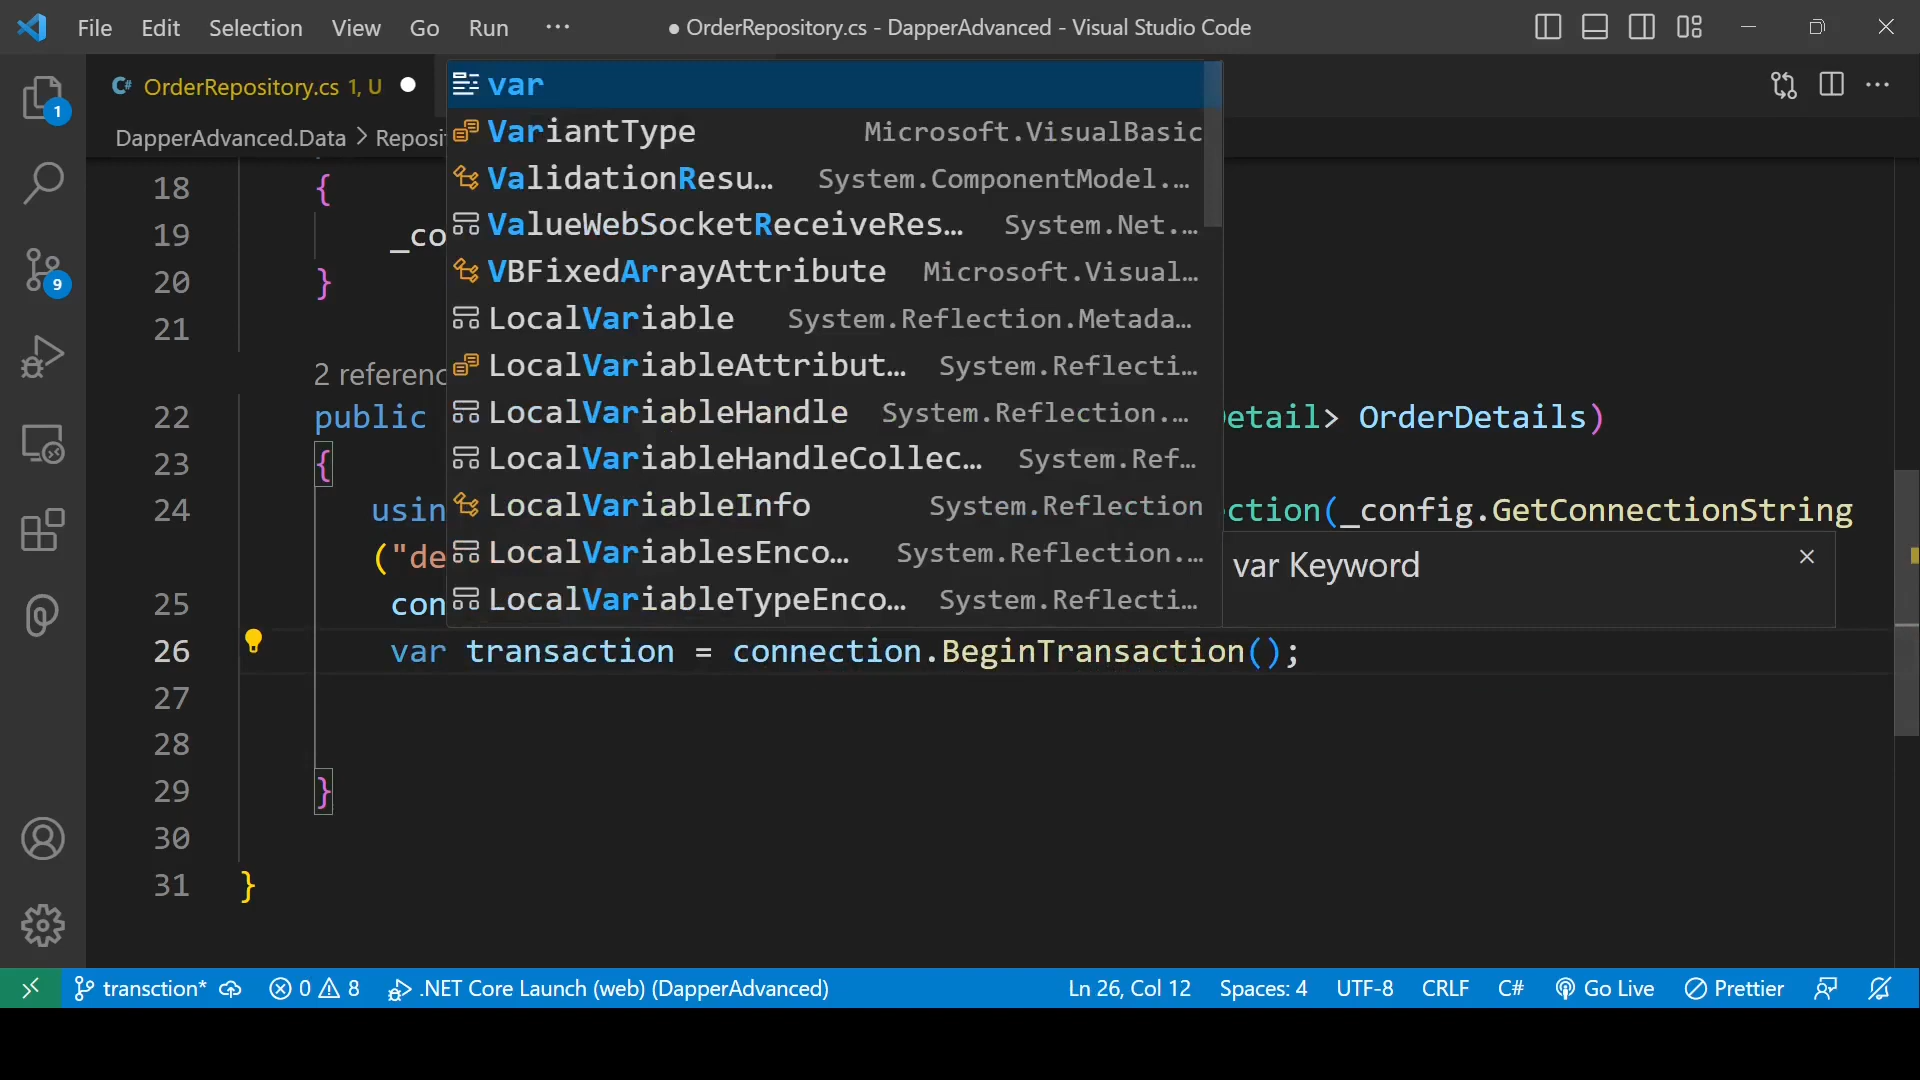 File Edit Selection View Go Run ··· ● OrderRepository.cs - DapperAdvanced - Visual Studio Code
C# OrderRepository.cs 1, U ●
DapperAdvanced.Data > Reposi
var
VariantType Microsoft.VisualBasic
ValidationResu… System.ComponentModel.…
ValueWebSocketReceiveRes… System.Net.…
VBFixedArrayAttribute Microsoft.Visual…
LocalVariable System.Reflection.Metada…
LocalVariableAttribut… System.Reflecti…
LocalVariableHandle System.Reflection.…
LocalVariableHandleCollec… System.Ref…
LocalVariableInfo System.Reflection
LocalVariablesEnco… System.Reflection.…
LocalVariableTypeEnco… System.Reflecti…
var Keyword
18 {
19 _co
20 }
21
2 referenc
22 public etail> OrderDetails)
23 {
24 usin ction(_config.GetConnectionString
("de
25 con
26 var transaction = connection.BeginTransaction();
27
28
29 }
30
31 }
1
9
transction* 0 8 .NET Core Launch (web) (DapperAdvanced) Ln 26, Col 12 Spaces: 4 UTF-8 CRLF C# Go Live Prettier